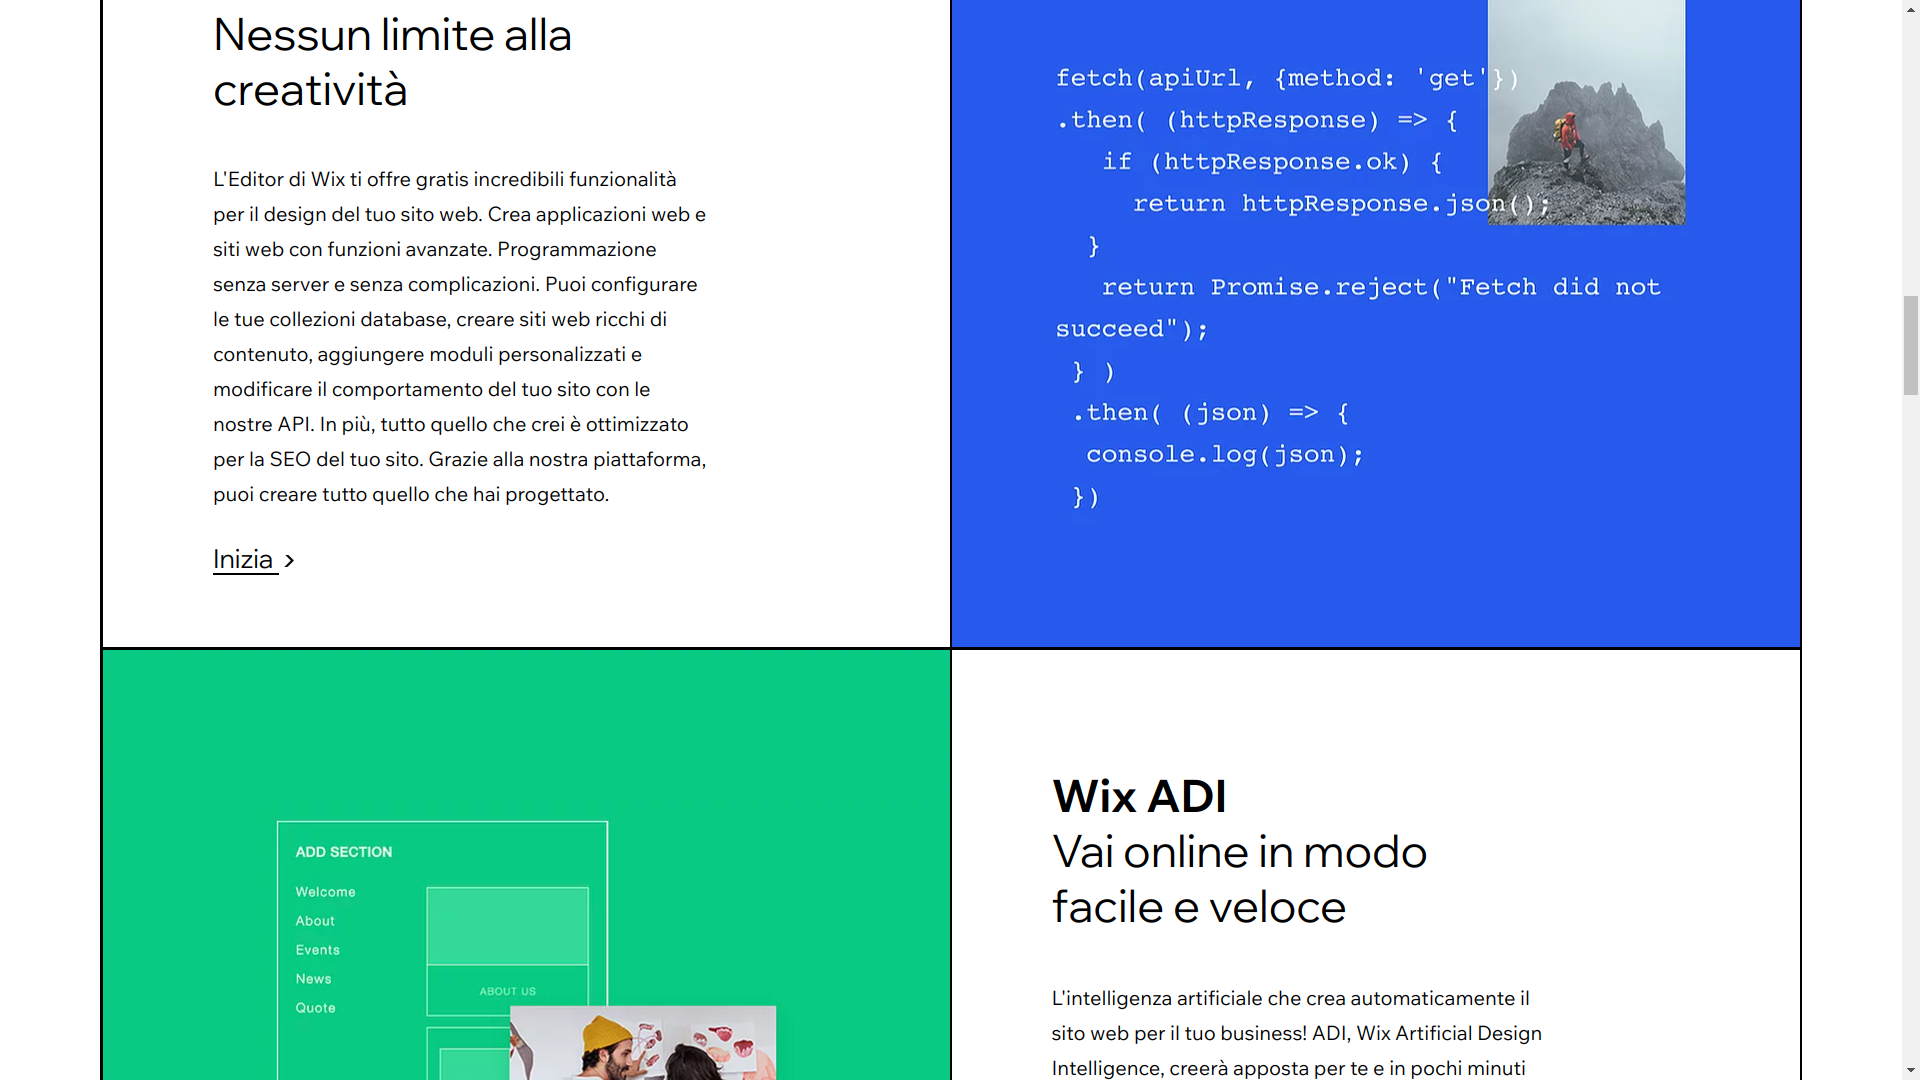 Nessun limite alla
creatività
L'Editor di Wix ti offre gratis incredibili funzionalità
per il design del tuo sito web. Crea applicazioni web e
siti web con funzioni avanzate. Programmazione
senza server e senza complicazioni. Puoi configurare
le tue collezioni database, creare siti web ricchi di
contenuto, aggiungere moduli personalizzati e
modificare il comportamento del tuo sito con le
nostre API. In più, tutto quello che crei è ottimizzato
per la SEO del tuo sito. Grazie alla nostra piattaforma,
puoi creare tutto quello che hai progettato.
Inizia >
fetch(apiUrl, {method: 'get'})
.then( (httpResponse) => {
if (httpResponse.ok) {
return httpResponse.json();
}
return Promise.reject("Fetch did not
succeed");
} )
.then( (json) => {
console.log(json);
})
ADD SECTION
Welcome
About
Events
News
Quote
ABOUT US
Wix ADI
Vai online in modo
facile e veloce
L'intelligenza artificiale che crea automaticamente il
sito web per il tuo business! ADI, Wix Artificial Design
Intelligence, creerà apposta per te e in pochi minuti